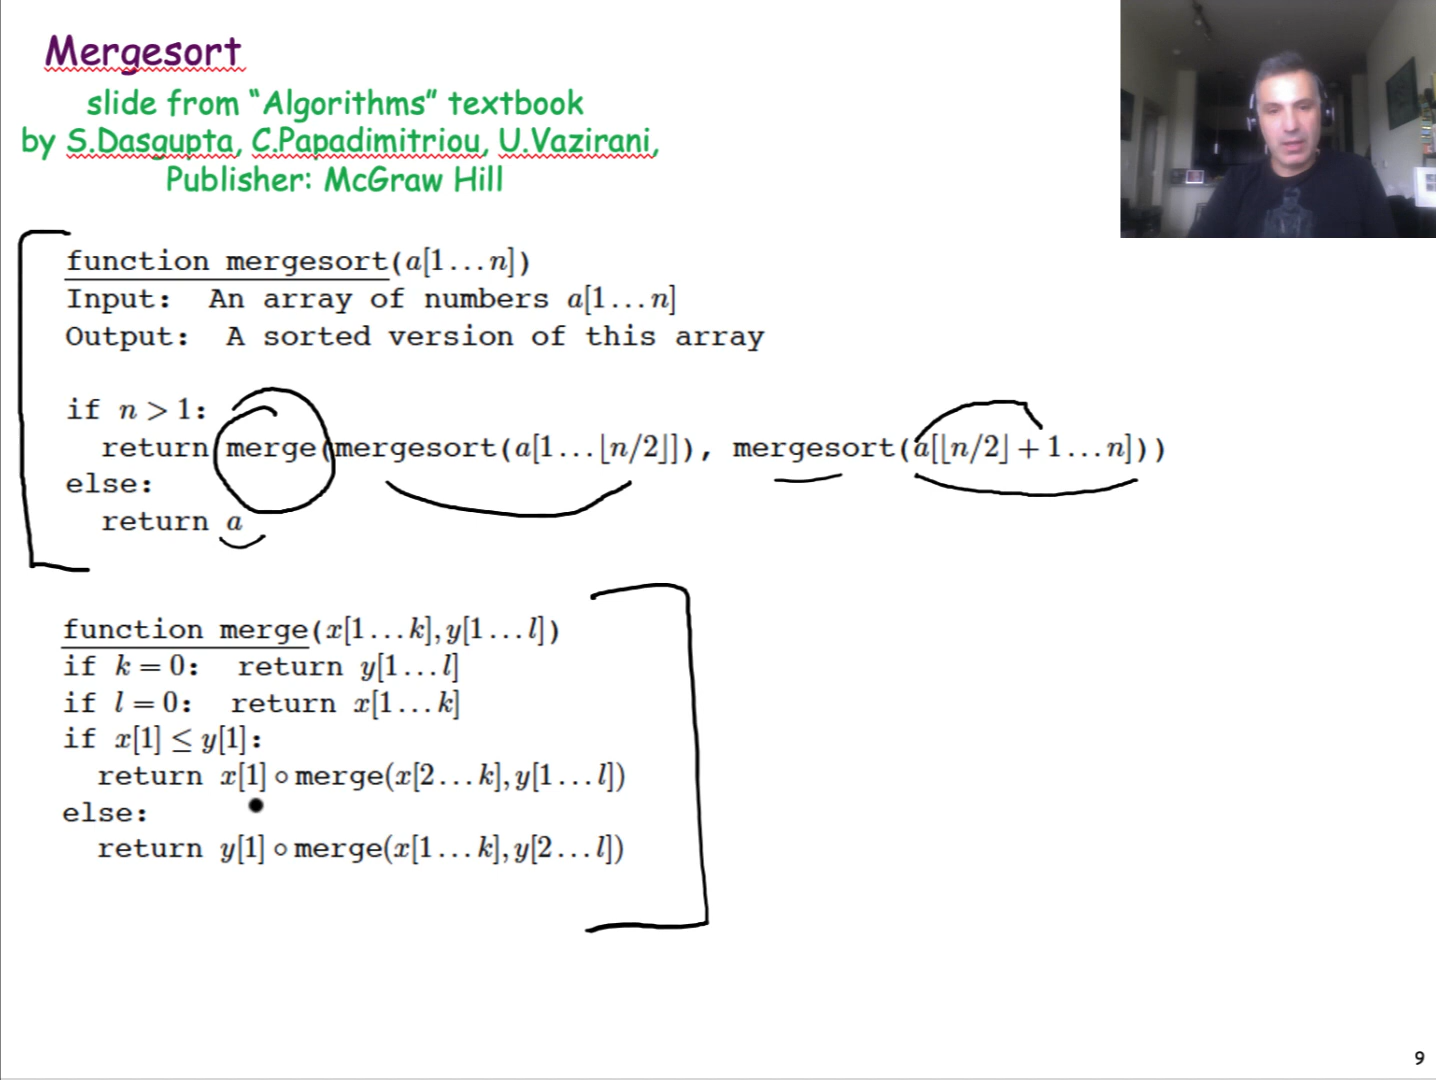 Mergesort
slide from “Algorithms” textbook
by S.Dasgupta, C.Papadimitriou, U.Vazirani,
Publisher: McGraw Hill
function mergesort(a[1...n])
Input: An array of numbers a[1...n]
Output: A sorted version of this array
if n > 1:
return merge(mergesort(a[1...⌊n/2⌋]), mergesort(a[⌊n/2⌋ + 1...n]))
else:
return a
function merge(x[1...k], y[1...l])
if k = 0: return y[1...l]
if l = 0: return x[1...k]
if x[1] ≤ y[1]:
return x[1] ∘ merge(x[2...k], y[1...l])
else:
return y[1] ∘ merge(x[1...k], y[2...l])
9